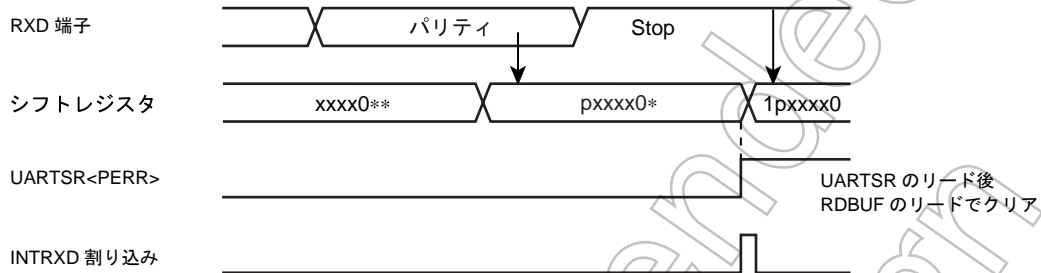 RXD 端子
パリティ
Stop
シフトレジスタ
xxxx0**
pxxxx0*
1pxxxx0
UARTSR<PERR>
UARTSR のリード後
RDBUF のリードでクリア
INTRXD 割り込み